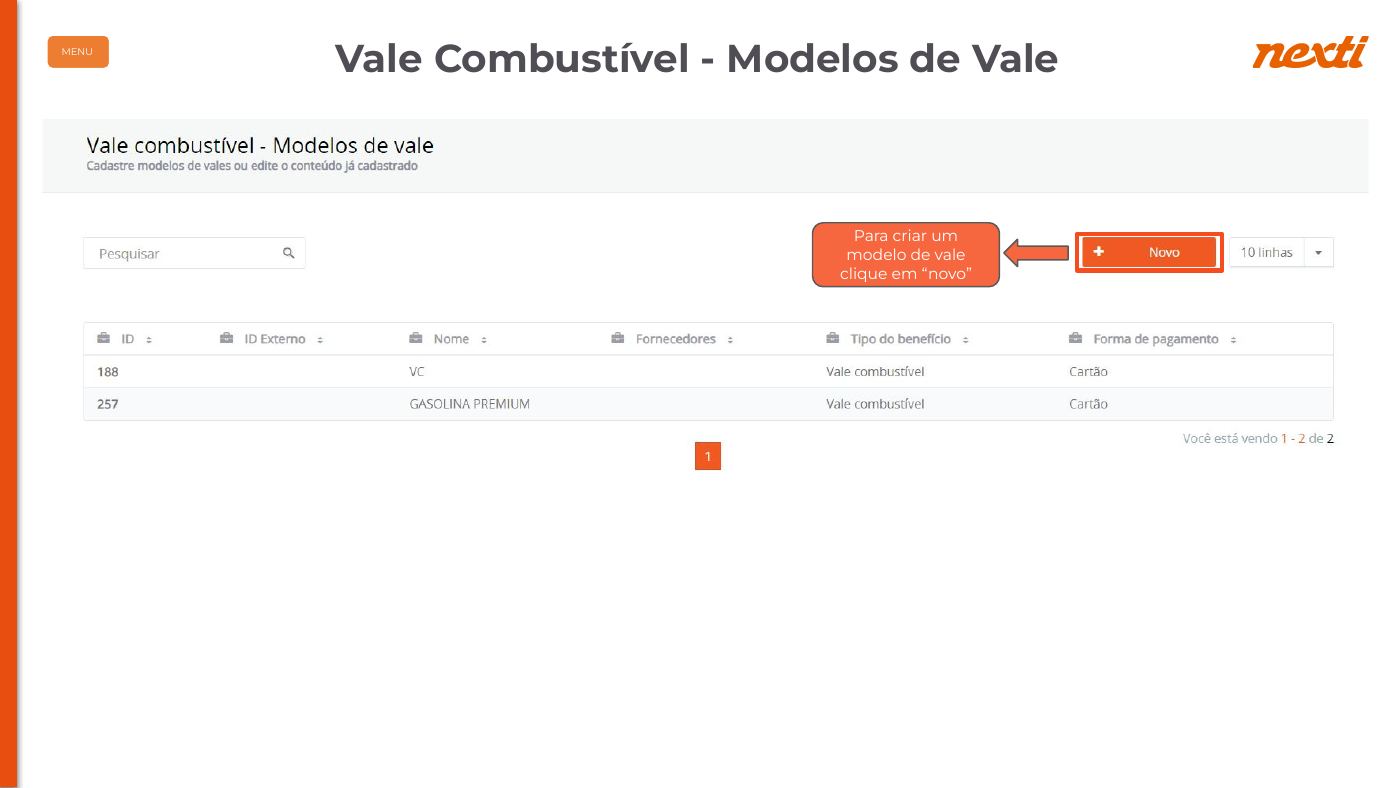 MENU
Vale Combustível - Modelos de Vale
nexti
Vale combustível - Modelos de vale
Cadastre modelos de vales ou edite o conteúdo já cadastrado
Pesquisar
Para criar um
modelo de vale
clique em “novo”
Novo
10 linhas
ID ID Externo Nome Fornecedores Tipo do benefício Forma de pagamento
188 VC Vale combustível Cartão
257 GASOLINA PREMIUM Vale combustível Cartão
Você está vendo 1 - 2 de 2
1